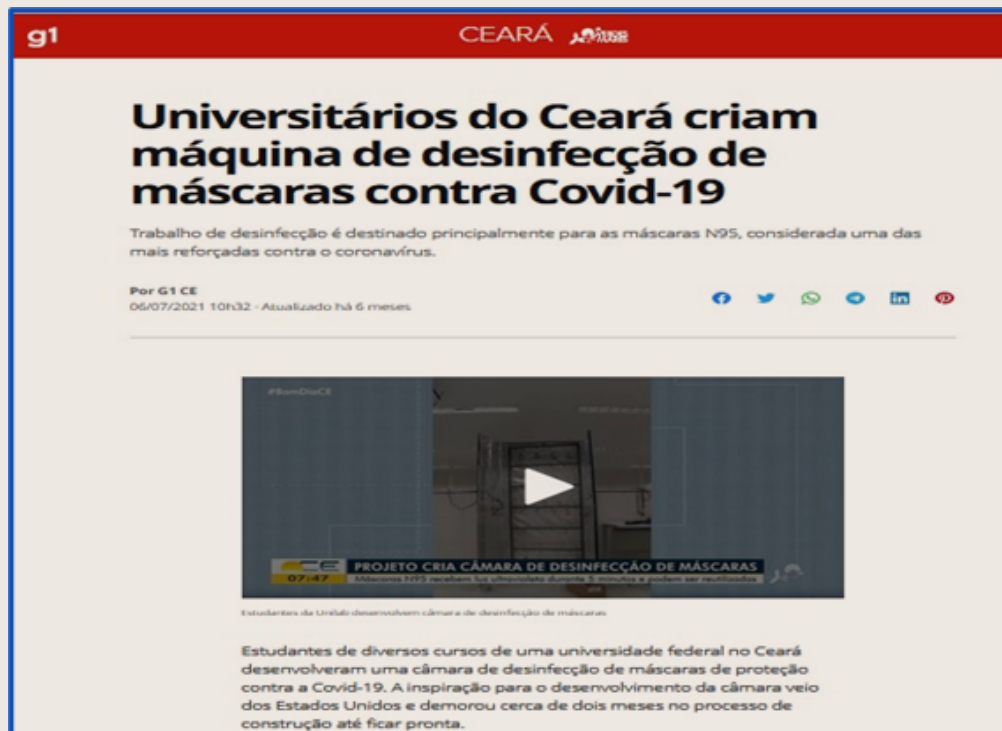 g1
CEARÁ
Universitários do Ceará criam
máquina de desinfecção de
máscaras contra Covid-19
Trabalho de desinfecção é destinado principalmente para as máscaras N95, considerada uma das
mais reforçadas contra o coronavírus.
Por G1 CE
06/07/2021 10h32 · Atualizado há 6 meses
#BomDiaCE
CE PROJETO CRIA CÂMARA DE DESINFECÇÃO DE MÁSCARAS
07:47 Máscaras N95 recebem luz ultravioleta durante 5 minutos e podem ser reutilizadas
Estudantes da Unilab desenvolvem câmara de desinfecção de máscaras
Estudantes de diversos cursos de uma universidade federal no Ceará
desenvolveram uma câmara de desinfecção de máscaras de proteção
contra a Covid-19. A inspiração para o desenvolvimento da câmara veio
dos Estados Unidos e demorou cerca de dois meses no processo de
construção até ficar pronta.